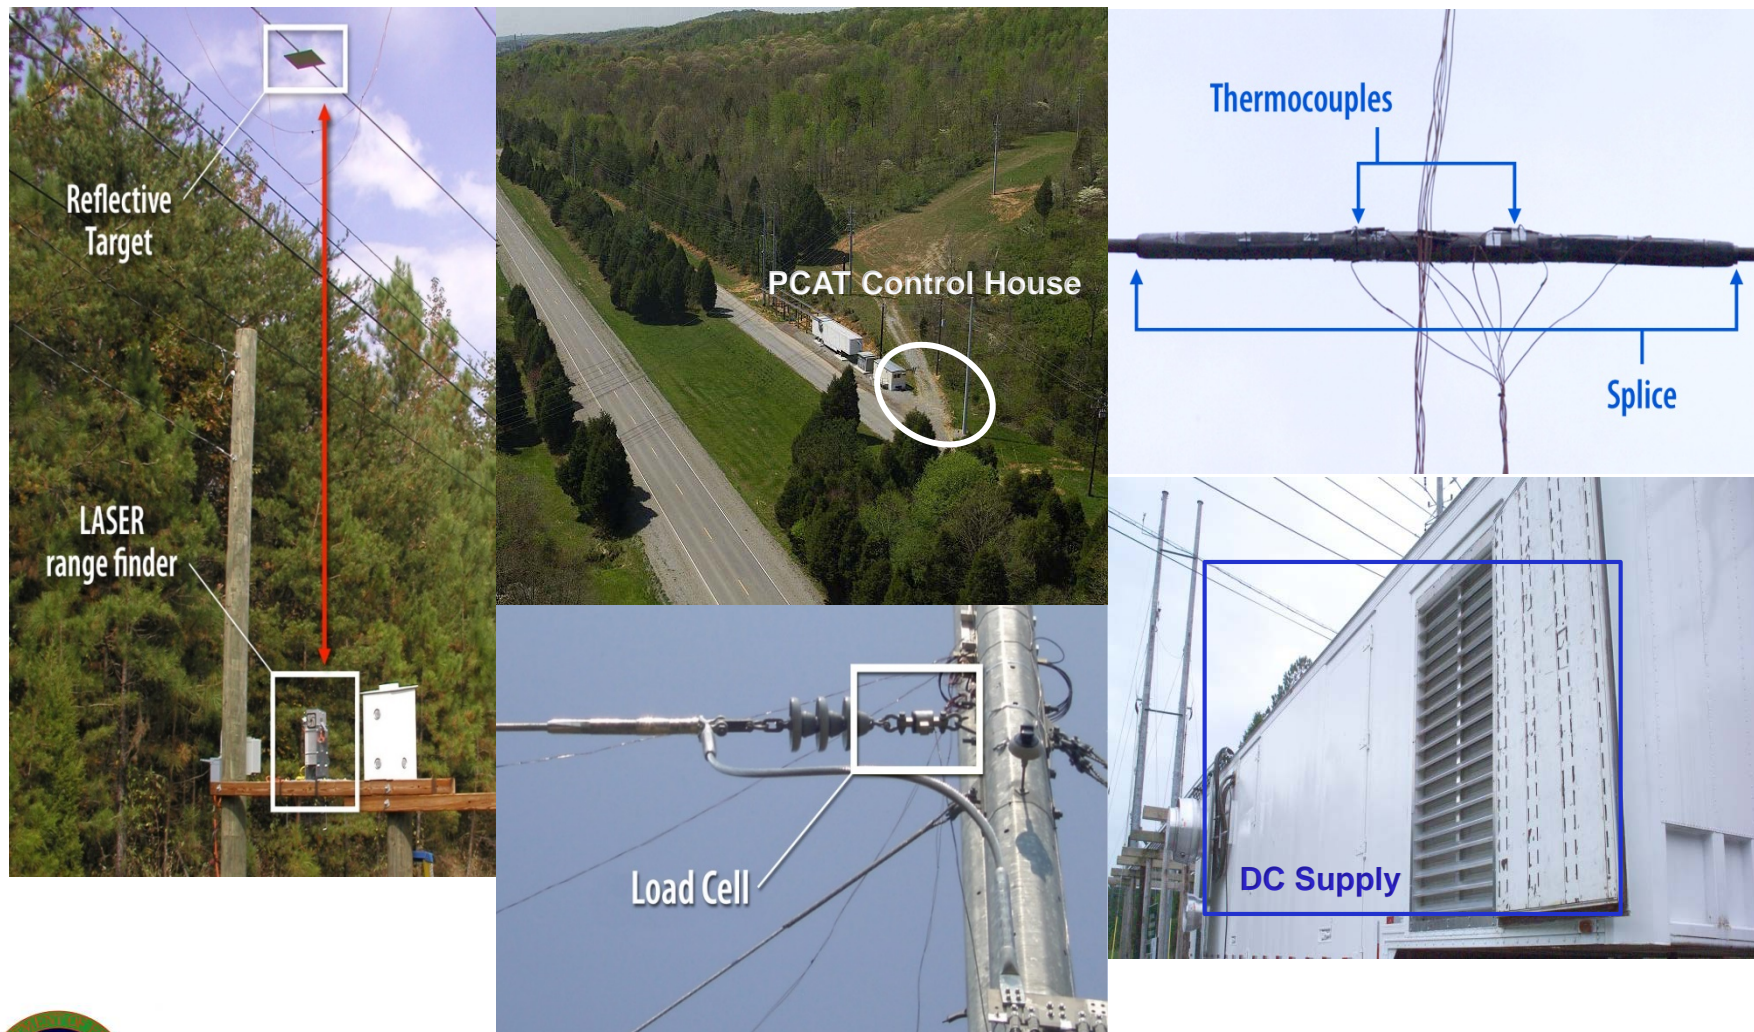 Reflective
Target
LASER
range finder
PCAT Control House
Load Cell
Thermocouples
Splice
DC Supply